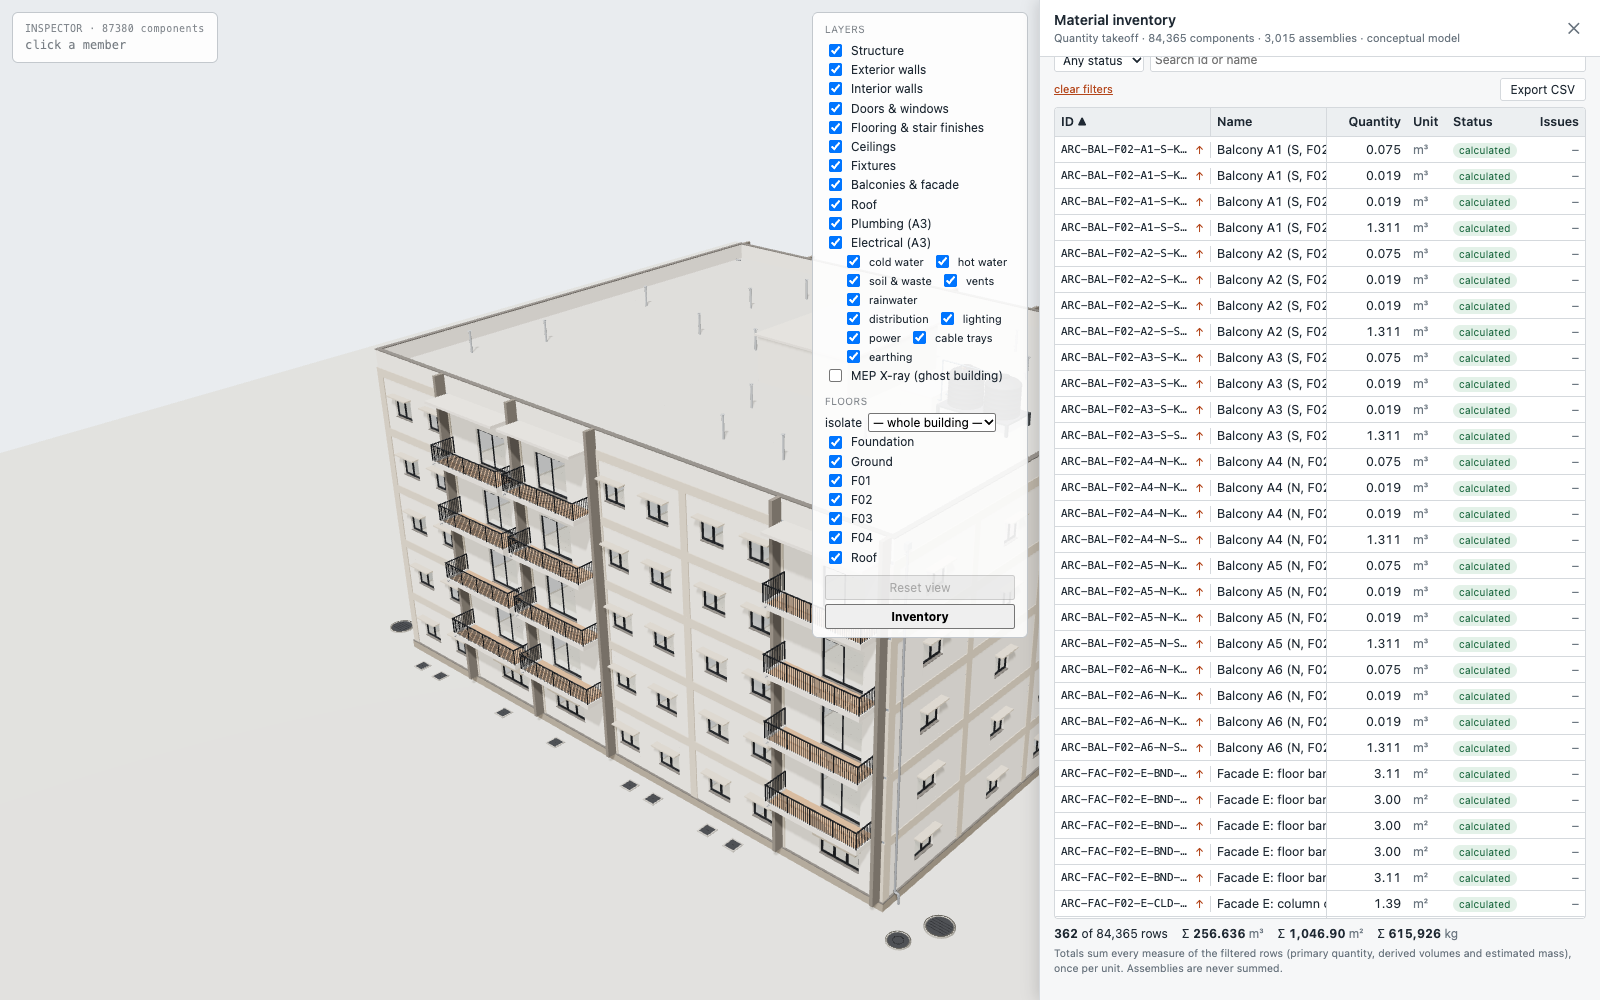 INSPECTOR · 87380 components
click a member
LAYERS
Structure
Exterior walls
Interior walls
Doors & windows
Flooring & stair finishes
Ceilings
Fixtures
Balconies & facade
Roof
Plumbing (A3)
Electrical (A3)
cold water hot water
soil & waste vents
rainwater
distribution lighting
power cable trays
earthing
MEP X-ray (ghost building)
FLOORS
isolate — whole building —
Foundation
Ground
F01
F02
F03
F04
Roof
Reset view
Inventory
Material inventory
Quantity takeoff · 84,365 components · 3,015 assemblies · conceptual model
Any status Search id or name
clear filters Export CSV
ID ▲ Name Quantity Unit Status Issues
ARC-BAL-F02-A1-S-K… ↑ Balcony A1 (S, F02 0.075 m³ calculated –
ARC-BAL-F02-A1-S-K… ↑ Balcony A1 (S, F02 0.019 m³ calculated –
ARC-BAL-F02-A1-S-K… ↑ Balcony A1 (S, F02 0.019 m³ calculated –
ARC-BAL-F02-A1-S-S… ↑ Balcony A1 (S, F02 1.311 m³ calculated –
ARC-BAL-F02-A2-S-K… ↑ Balcony A2 (S, F02 0.075 m³ calculated –
ARC-BAL-F02-A2-S-K… ↑ Balcony A2 (S, F02 0.019 m³ calculated –
ARC-BAL-F02-A2-S-K… ↑ Balcony A2 (S, F02 0.019 m³ calculated –
ARC-BAL-F02-A2-S-S… ↑ Balcony A2 (S, F02 1.311 m³ calculated –
ARC-BAL-F02-A3-S-K… ↑ Balcony A3 (S, F02 0.075 m³ calculated –
ARC-BAL-F02-A3-S-K… ↑ Balcony A3 (S, F02 0.019 m³ calculated –
ARC-BAL-F02-A3-S-K… ↑ Balcony A3 (S, F02 0.019 m³ calculated –
ARC-BAL-F02-A3-S-S… ↑ Balcony A3 (S, F02 1.311 m³ calculated –
ARC-BAL-F02-A4-N-K… ↑ Balcony A4 (N, F02 0.075 m³ calculated –
ARC-BAL-F02-A4-N-K… ↑ Balcony A4 (N, F02 0.019 m³ calculated –
ARC-BAL-F02-A4-N-K… ↑ Balcony A4 (N, F02 0.019 m³ calculated –
ARC-BAL-F02-A4-N-S… ↑ Balcony A4 (N, F02 1.311 m³ calculated –
ARC-BAL-F02-A5-N-K… ↑ Balcony A5 (N, F02 0.075 m³ calculated –
ARC-BAL-F02-A5-N-K… ↑ Balcony A5 (N, F02 0.019 m³ calculated –
ARC-BAL-F02-A5-N-K… ↑ Balcony A5 (N, F02 0.019 m³ calculated –
ARC-BAL-F02-A5-N-S… ↑ Balcony A5 (N, F02 1.311 m³ calculated –
ARC-BAL-F02-A6-N-K… ↑ Balcony A6 (N, F02 0.075 m³ calculated –
ARC-BAL-F02-A6-N-K… ↑ Balcony A6 (N, F02 0.019 m³ calculated –
ARC-BAL-F02-A6-N-K… ↑ Balcony A6 (N, F02 0.019 m³ calculated –
ARC-BAL-F02-A6-N-S… ↑ Balcony A6 (N, F02 1.311 m³ calculated –
ARC-FAC-F02-E-BND-… ↑ Facade E: floor bar 3.11 m² calculated –
ARC-FAC-F02-E-BND-… ↑ Facade E: floor bar 3.00 m² calculated –
ARC-FAC-F02-E-BND-… ↑ Facade E: floor bar 3.00 m² calculated –
ARC-FAC-F02-E-BND-… ↑ Facade E: floor bar 3.00 m² calculated –
ARC-FAC-F02-E-BND-… ↑ Facade E: floor bar 3.11 m² calculated –
ARC-FAC-F02-E-CLD-… ↑ Facade E: column c 1.39 m² calculated –
362 of 84,365 rows Σ 256.636 m³ Σ 1,046.90 m² Σ 615,926 kg
Totals sum every measure of the filtered rows (primary quantity, derived volumes and estimated mass),
once per unit. Assemblies are never summed.